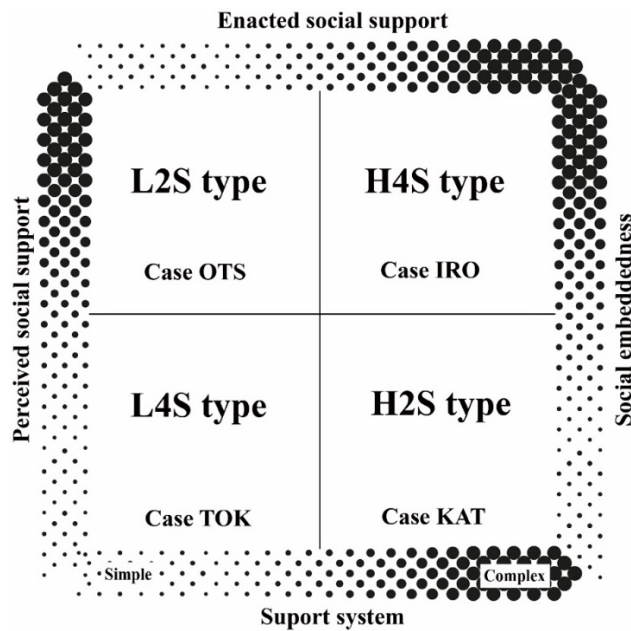 Enacted social support
Perceived social support
L2S type
H4S type
Case OTS
Case IRO
Social embeddedness
L4S type
H2S type
Case TOK
Case KAT
Simple
Complex
Suport system